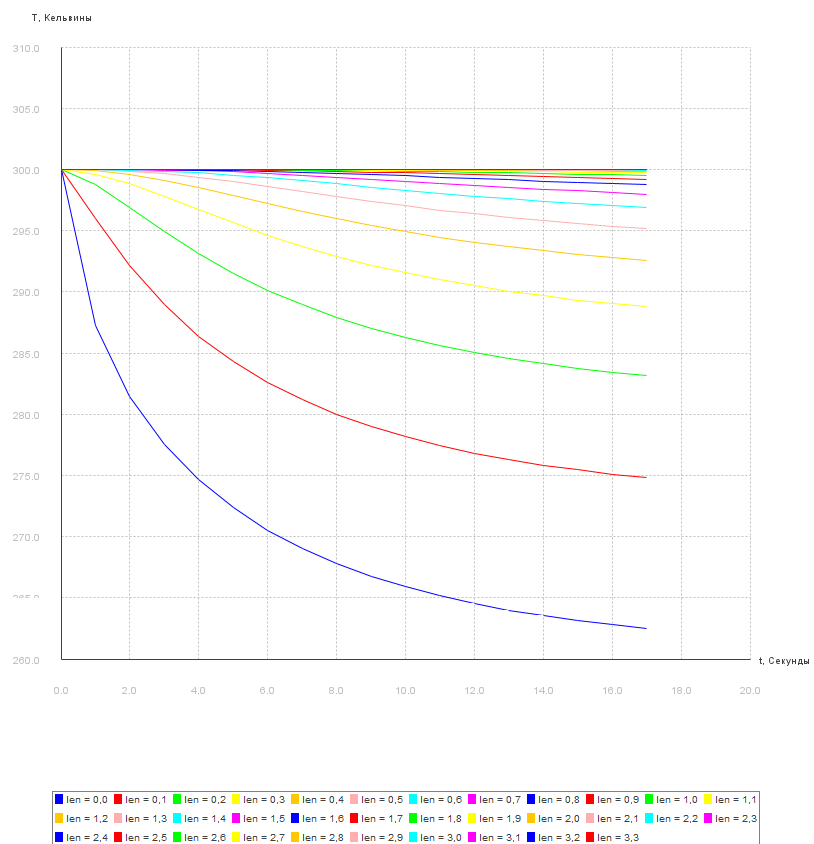 T, Кельвины
310.0
305.0
300.0
295.0
290.0
285.0
280.0
275.0
270.0
265.0
260.0
t, Секунды
0.0 2.0 4.0 6.0 8.0 10.0 12.0 14.0 16.0 18.0 20.0
len = 0,0 len = 0,1 len = 0,2 len = 0,3 len = 0,4 len = 0,5 len = 0,6 len = 0,7 len = 0,8 len = 0,9 len = 1,0 len = 1,1
len = 1,2 len = 1,3 len = 1,4 len = 1,5 len = 1,6 len = 1,7 len = 1,8 len = 1,9 len = 2,0 len = 2,1 len = 2,2 len = 2,3
len = 2,4 len = 2,5 len = 2,6 len = 2,7 len = 2,8 len = 2,9 len = 3,0 len = 3,1 len = 3,2 len = 3,3